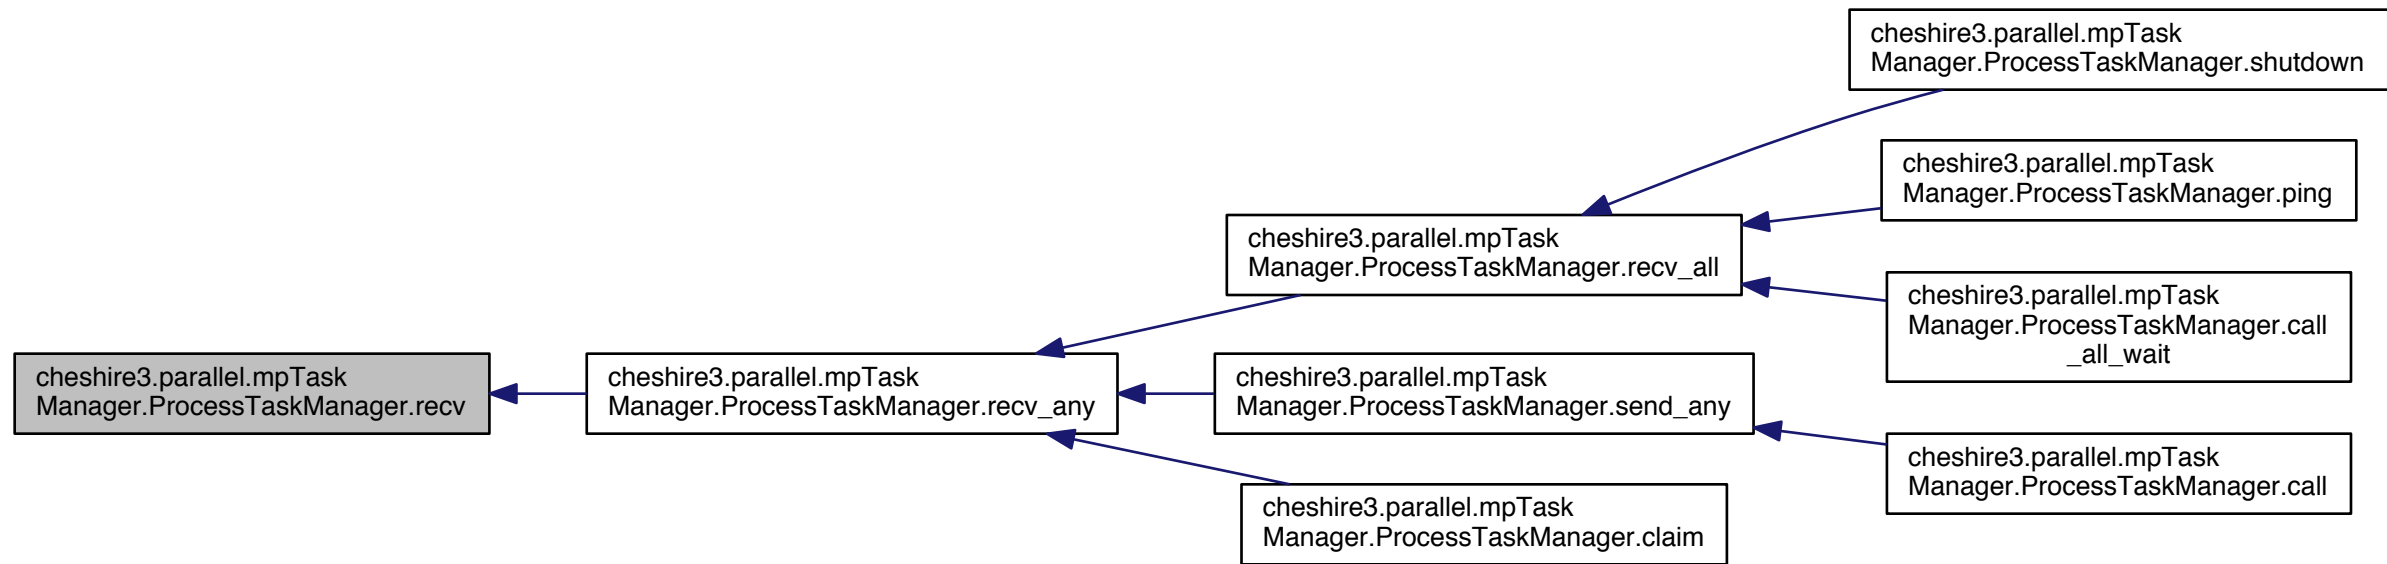 cheshire3.parallel.mpTask
Manager.ProcessTaskManager.shutdown
cheshire3.parallel.mpTask
Manager.ProcessTaskManager.ping
cheshire3.parallel.mpTask
Manager.ProcessTaskManager.recv_all
cheshire3.parallel.mpTask
Manager.ProcessTaskManager.call
_all_wait
cheshire3.parallel.mpTask
Manager.ProcessTaskManager.recv
cheshire3.parallel.mpTask
Manager.ProcessTaskManager.recv_any
cheshire3.parallel.mpTask
Manager.ProcessTaskManager.send_any
cheshire3.parallel.mpTask
Manager.ProcessTaskManager.call
cheshire3.parallel.mpTask
Manager.ProcessTaskManager.claim